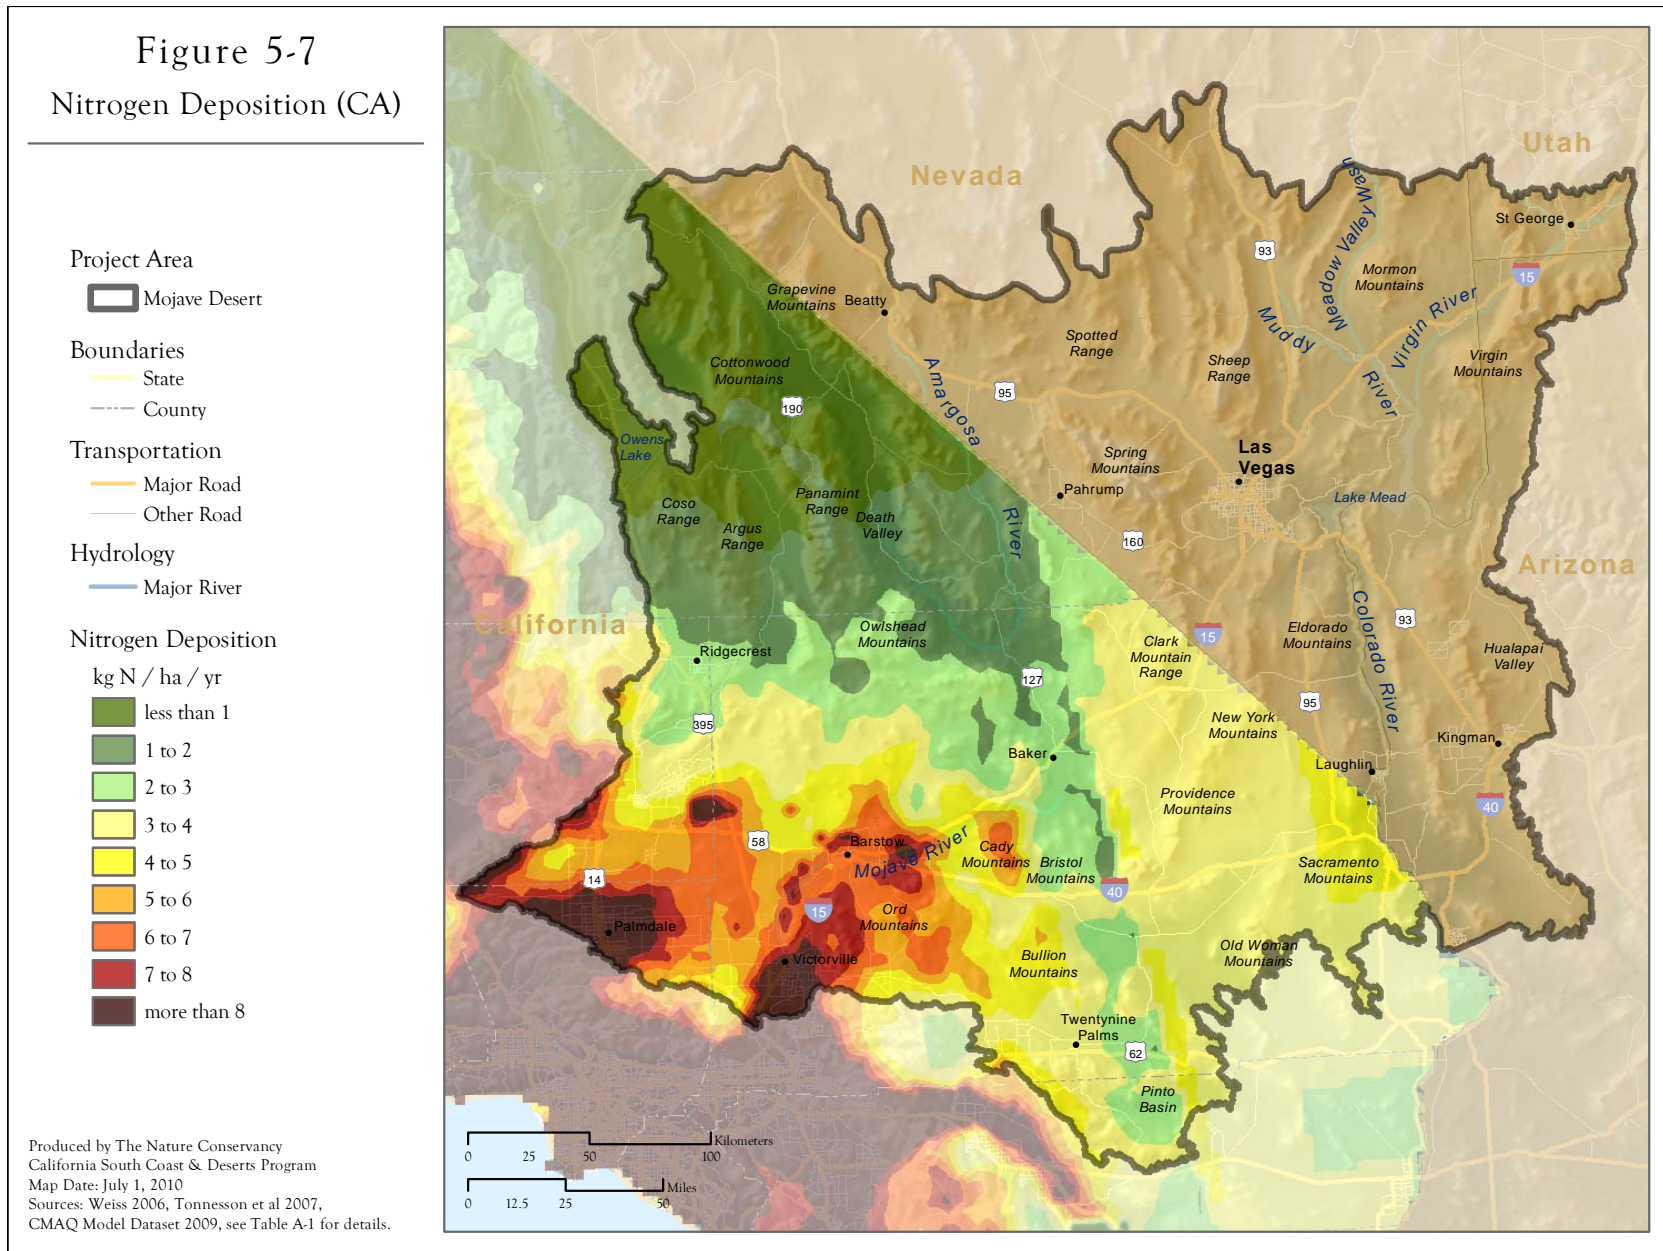 Figure 5-7
Nitrogen Deposition (CA)
Project Area
Mojave Desert
Boundaries
State
County
Transportation
Major Road
Other Road
Hydrology
Major River
Nitrogen Deposition
kg N / ha / yr
less than 1
1 to 2
2 to 3
3 to 4
4 to 5
5 to 6
6 to 7
7 to 8
more than 8
Produced by The Nature Conservancy
California South Coast & Deserts Program
Map Date: July 1, 2010
Sources: Weiss 2006, Tonnesson et al 2007,
CMAQ Model Dataset 2009, see Table A-1 for details.
Nevada
Utah
Arizona
California
Meadow Valley Wash
St George
93
15
Mormon
Mountains
Grapevine
Mountains
Beatty
Muddy
River
Virgin River
Spotted
Range
Sheep
Range
Virgin
Mountains
Cottonwood
Mountains
190
Amargosa
River
95
Owens
Lake
Spring
Mountains
Las
Vegas
Pahrump
Lake Mead
Coso
Range
Argus
Range
Panamint
Range
Death
Valley
160
Colorado River
93
Owlshead
Mountains
Ridgecrest
Clark
Mountain
Range
15
Eldorado
Mountains
Hualapai
Valley
127
395
95
New York
Mountains
Kingman
Baker
Laughlin
Providence
Mountains
40
58
Barstow
Mojave River
Cady
Mountains
Bristol
Mountains
Sacramento
Mountains
14
40
15
Ord
Mountains
Palmdale
Victorville
Bullion
Mountains
Old Woman
Mountains
Twentynine
Palms
62
Pinto
Basin
Kilometers
0 25 50 100
Miles
0 12.5 25 50